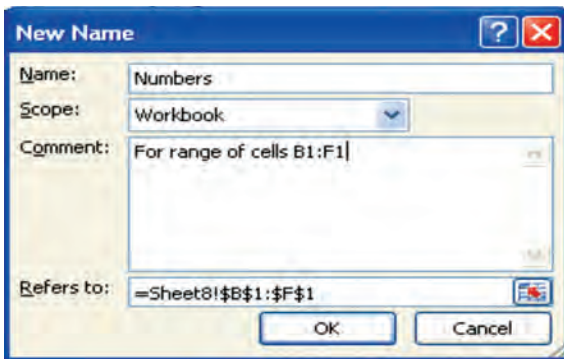 New Name
Name: Numbers
Scope: Workbook
Comment: For range of cells B1:F1
Refers to: =Sheet8!$B$1:$F$1
OK Cancel